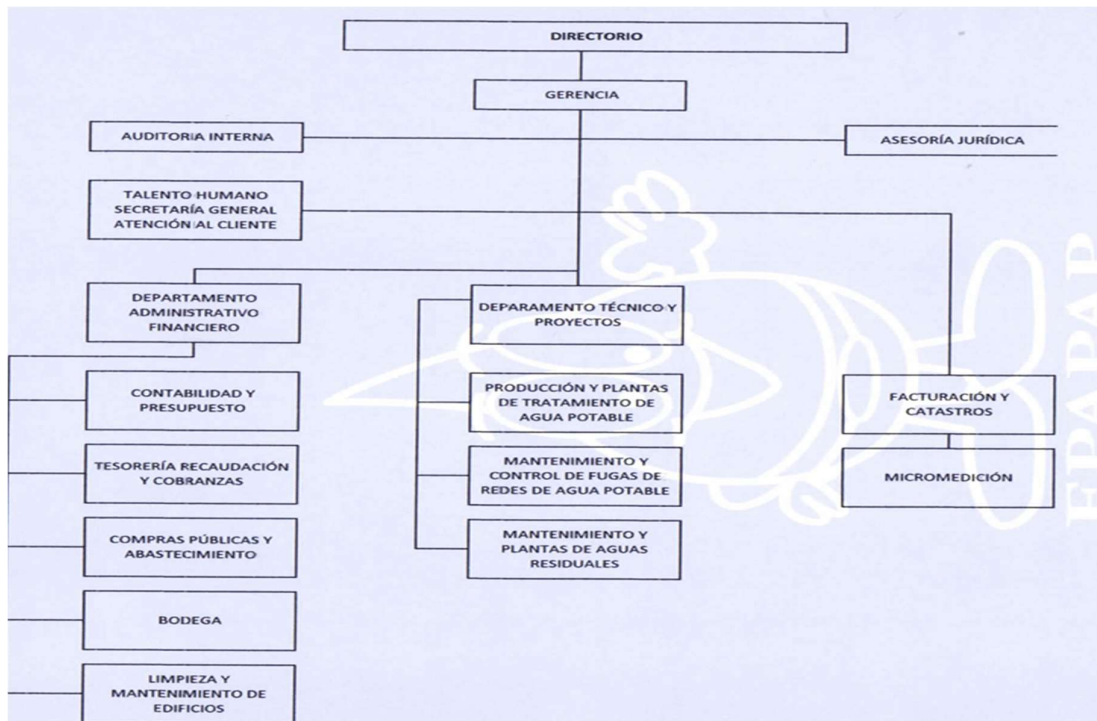 DIRECTORIO
GERENCIA
AUDITORIA INTERNA
ASESORÍA JURÍDICA
TALENTO HUMANO
SECRETARÍA GENERAL
ATENCIÓN AL CLIENTE
DEPARTAMENTO
ADMINISTRATIVO
FINANCIERO
DEPARAMENTO TÉCNICO Y
PROYECTOS
CONTABILIDAD Y
PRESUPUESTO
PRODUCCIÓN Y PLANTAS
DE TRATAMIENTO DE
AGUA POTABLE
FACTURACIÓN Y
CATASTROS
TESORERÍA RECAUDACIÓN
Y COBRANZAS
MANTENIMIENTO Y
CONTROL DE FUGAS DE
REDES DE AGUA POTABLE
MICROMEDICIÓN
COMPRAS PÚBLICAS Y
ABASTECIMIENTO
MANTENIMIENTO Y
PLANTAS DE AGUAS
RESIDUALES
BODEGA
LIMPIEZA Y
MANTENIMIENTO DE
EDIFICIOS
EPAPAP